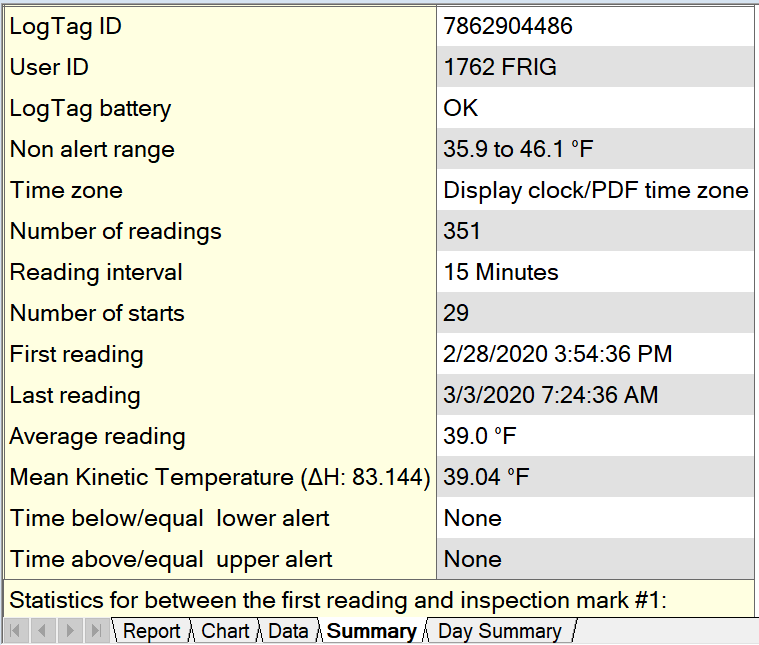 LogTag ID 7862904486
User ID 1762 FRIG
LogTag battery OK
Non alert range 35.9 to 46.1 °F
Time zone Display clock/PDF time zone
Number of readings 351
Reading interval 15 Minutes
Number of starts 29
First reading 2/28/2020 3:54:36 PM
Last reading 3/3/2020 7:24:36 AM
Average reading 39.0 °F
Mean Kinetic Temperature (ΔH: 83.144) 39.04 °F
Time below/equal  lower alert None
Time above/equal  upper alert None
Statistics for between the first reading and inspection mark #1:
Report Chart Data Summary Day Summary